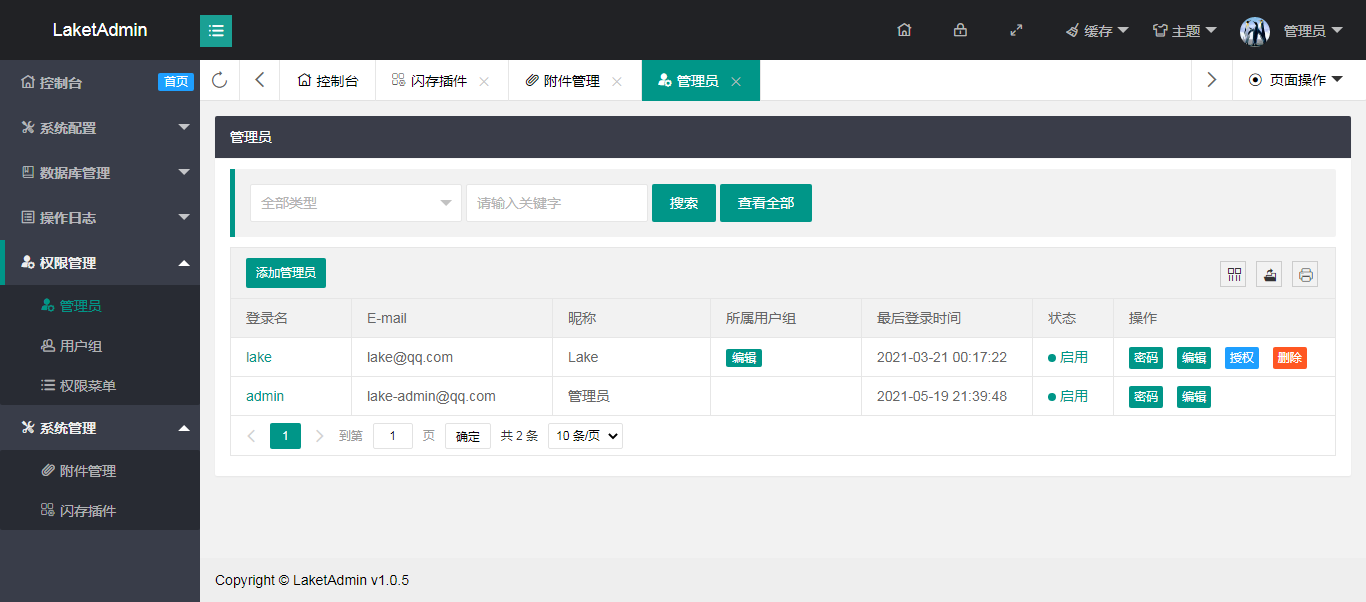 LaketAdmin
缓存
主题
管理员
控制台 首页
系统配置
数据库管理
操作日志
权限管理
管理员
用户组
权限菜单
系统管理
附件管理
闪存插件
控制台 闪存插件 附件管理 管理员 页面操作
管理员
全部类型 请输入关键字 搜索 查看全部
添加管理员
登录名 E-mail 昵称 所属用户组 最后登录时间 状态 操作
lake lake@qq.com Lake 编辑 2021-03-21 00:17:22 启用 密码 编辑 授权 删除
admin lake-admin@qq.com 管理员 2021-05-19 21:39:48 启用 密码 编辑
1 到第 1 页 确定 共 2 条 10 条/页
Copyright © LaketAdmin v1.0.5